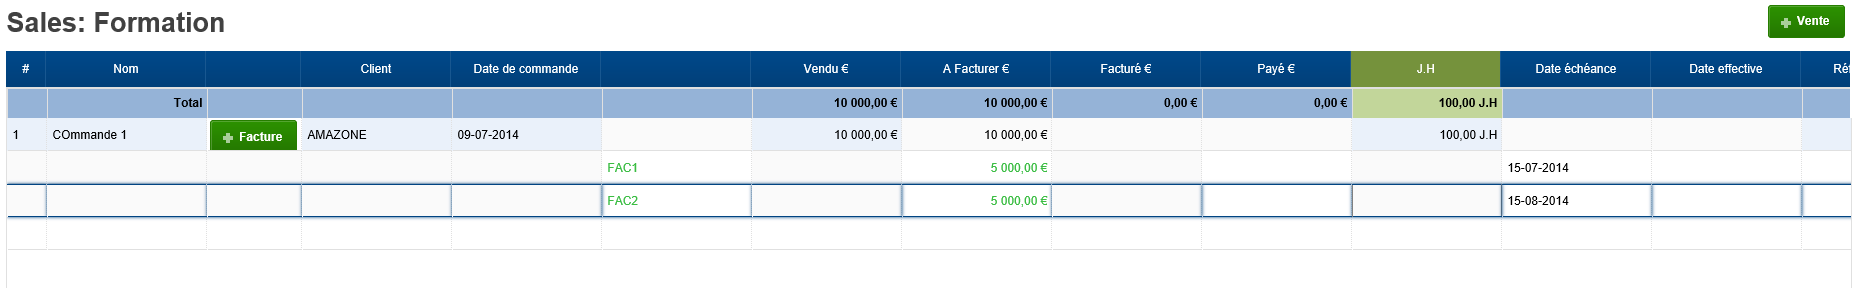 Sales: Formation
Vente
# Nom Client Date de commande Vendu € A Facturer € Facturé € Payé € J.H Date échéance Date effective
Total 10 000,00 € 10 000,00 € 0,00 € 0,00 € 100,00 J.H
1 COmmande 1 Facture AMAZONE 09-07-2014 10 000,00 € 10 000,00 € 100,00 J.H
FAC1 5 000,00 € 15-07-2014
FAC2 5 000,00 € 15-08-2014